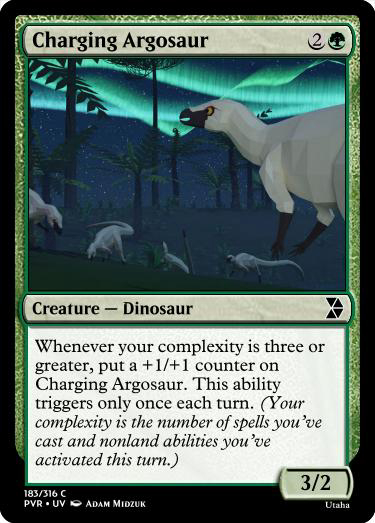 Charging Argosaur 2
Creature — Dinosaur
Whenever your complexity is three or
greater, put a +1/+1 counter on
Charging Argosaur. This ability
triggers only once each turn. (Your
complexity is the number of spells you've
cast and nonland abilities you've
activated this turn.)
3/2
183/316 C
PVR • UV Adam Midzuk
Utaha